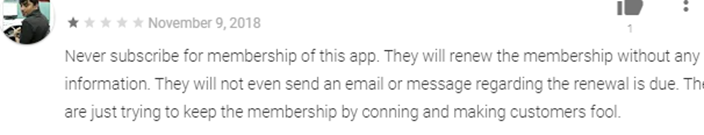 November 9, 2018
1
Never subscribe for membership of this app. They will renew the membership without any
information. They will not even send an email or message regarding the renewal is due.
are just trying to keep the membership by conning and making customers fool.